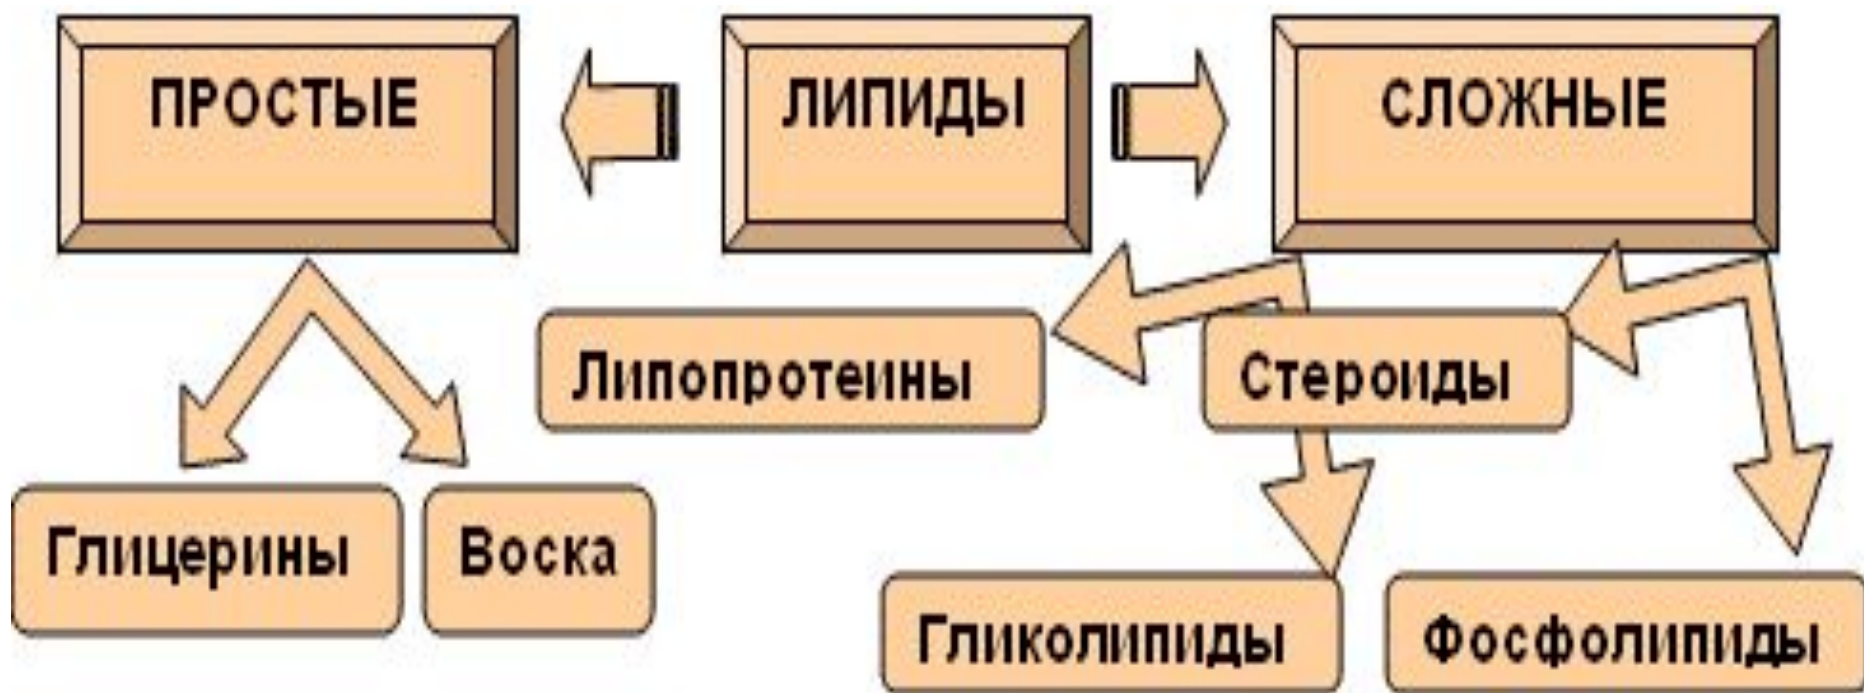 ПРОСТЫЕ
ЛИПИДЫ
СЛОЖНЫЕ
Липопротеины
Стероиды
Глицерины
Воска
Гликолипиды
Фосфолипиды